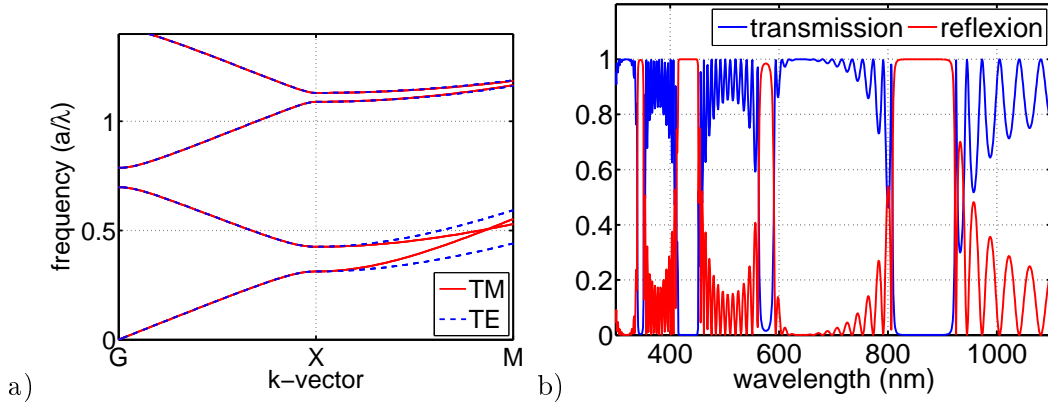 frequency (a/λ)
1
0.5
0
G
X
M
k−vector
TM
TE
a)
transmission
reflexion
1
0.8
0.6
0.4
0.2
0
400
600
800
1000
wavelength (nm)
b)